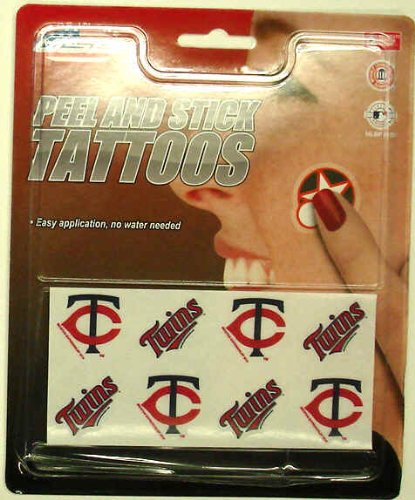 PEEL AND STICK
TATTOOS
• Easy application, no water needed
TC Twins TC Twins
Twins TC Twins TC